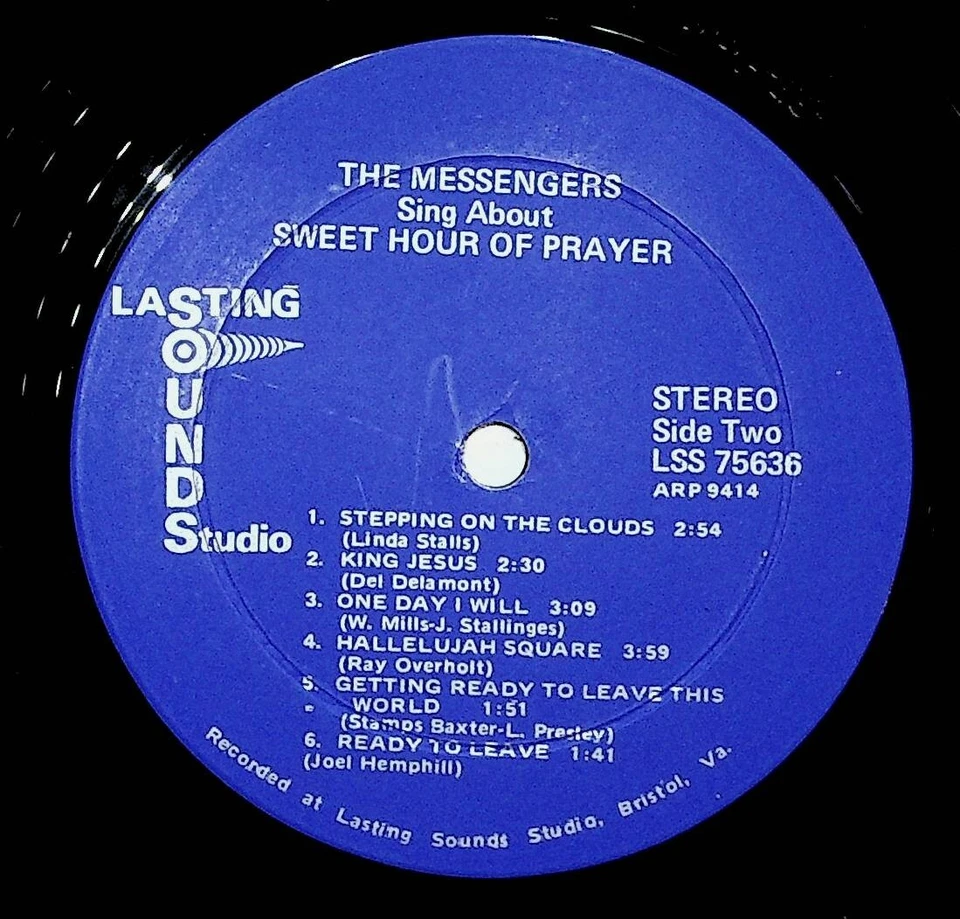 THE MESSENGERS
Sing About
SWEET HOUR OF PRAYER
LASTING
SOUNDS
Studio
STEREO
Side Two
LSS 75636
ARP 9414
1. STEPPING ON THE CLOUDS 2:54
(Linda Stalls)
2. KING JESUS 2:30
(Del Delamont)
3. ONE DAY I WILL 3:09
(W. Mills-J. Stallinges)
4. HALLELUJAH SQUARE 3:59
(Ray Overholt)
5. GETTING READY TO LEAVE THIS
WORLD 1:51
(Stamps Baxter-L. Presley)
6. READY TO LEAVE 1:41
(Joel Hemphill)
Recorded at Lasting Sounds Studio, Bristol, Va.